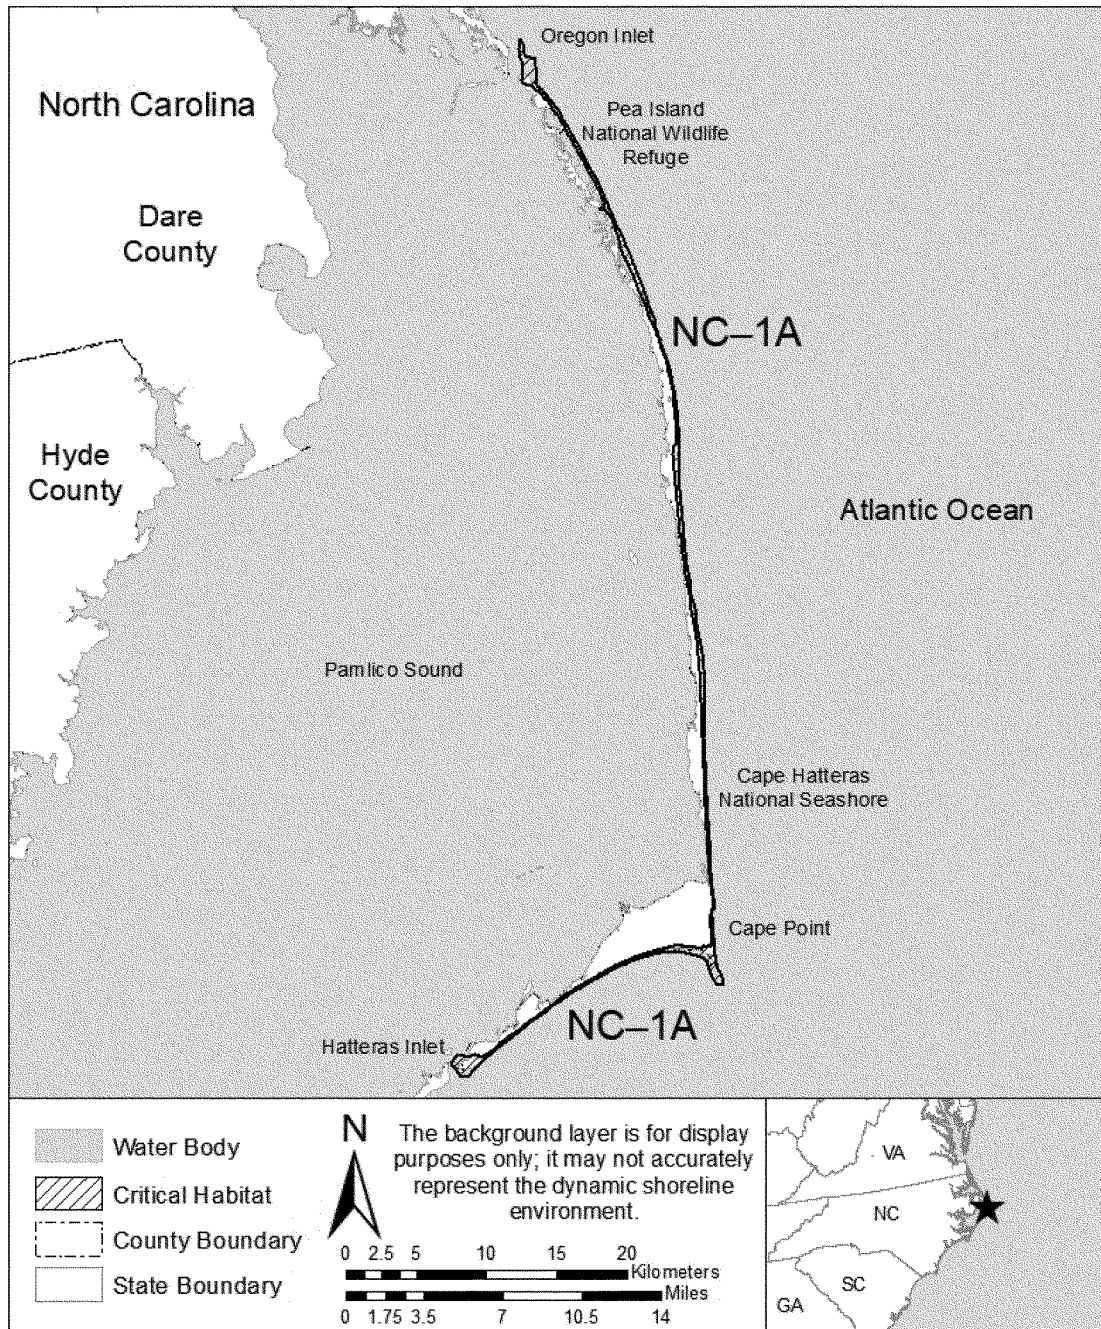 Oregon Inlet
North Carolina
Pea Island
National Wildlife
Refuge
Dare
County
NC–1A
Hyde
County
Atlantic Ocean
Pamlico Sound
Cape Hatteras
National Seashore
Cape Point
NC–1A
Hatteras Inlet
Water Body
Critical Habitat
County Boundary
State Boundary
N
The background layer is for display
purposes only; it may not accurately
represent the dynamic shoreline
environment.
0 2.5 5 10 15 20
Kilometers
Miles
0 1.75 3.5 7 10.5 14
VA
NC
SC
GA